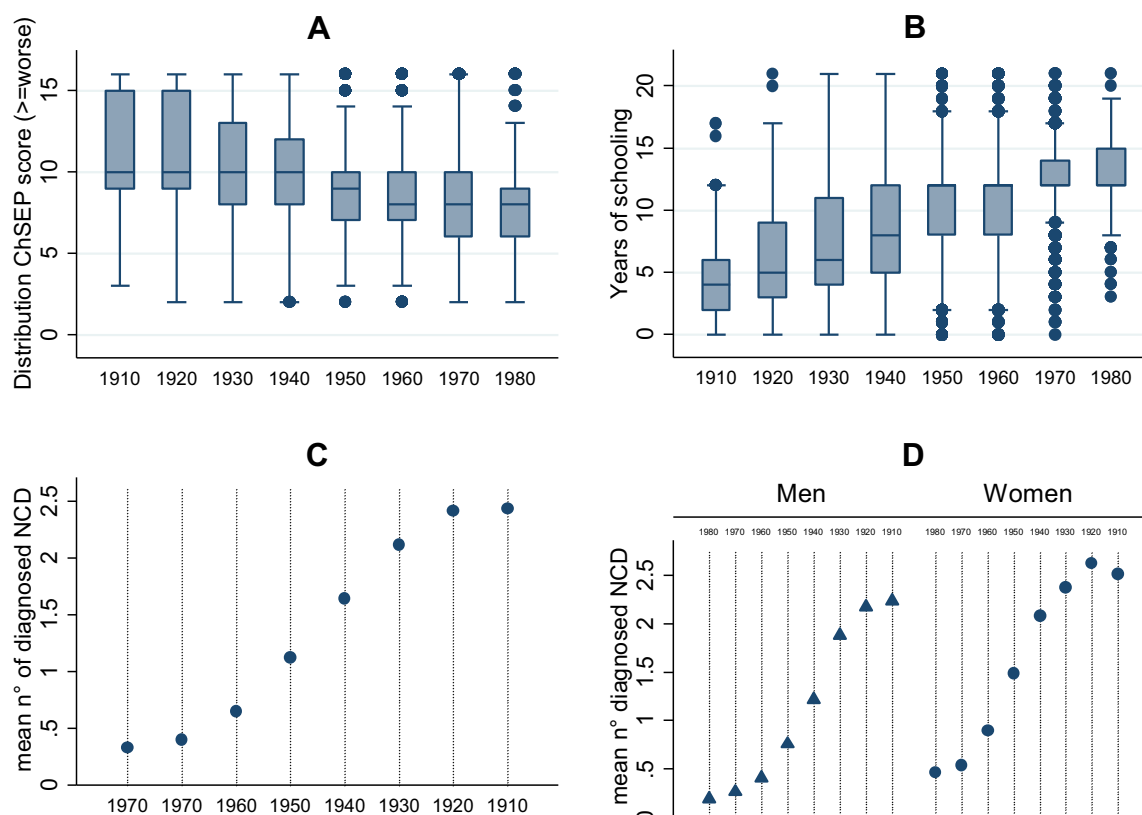 A
Distribution ChSEP score (>=worse)
15
10
5
0
1910 1920 1930 1940 1950 1960 1970 1980
B
Years of schooling
20
15
10
5
0
1910 1920 1930 1940 1950 1960 1970 1980
C
mean n° of diagnosed NCD
2.5
2
1.5
1
.5
0
1970 1970 1960 1950 1940 1930 1920 1910
D
Men Women
1980 1970 1960 1950 1940 1930 1920 1910 1980 1970 1960 1950 1940 1930 1920 1910
mean n° diagnosed NCD
2.5
2
1.5
1
.5
0